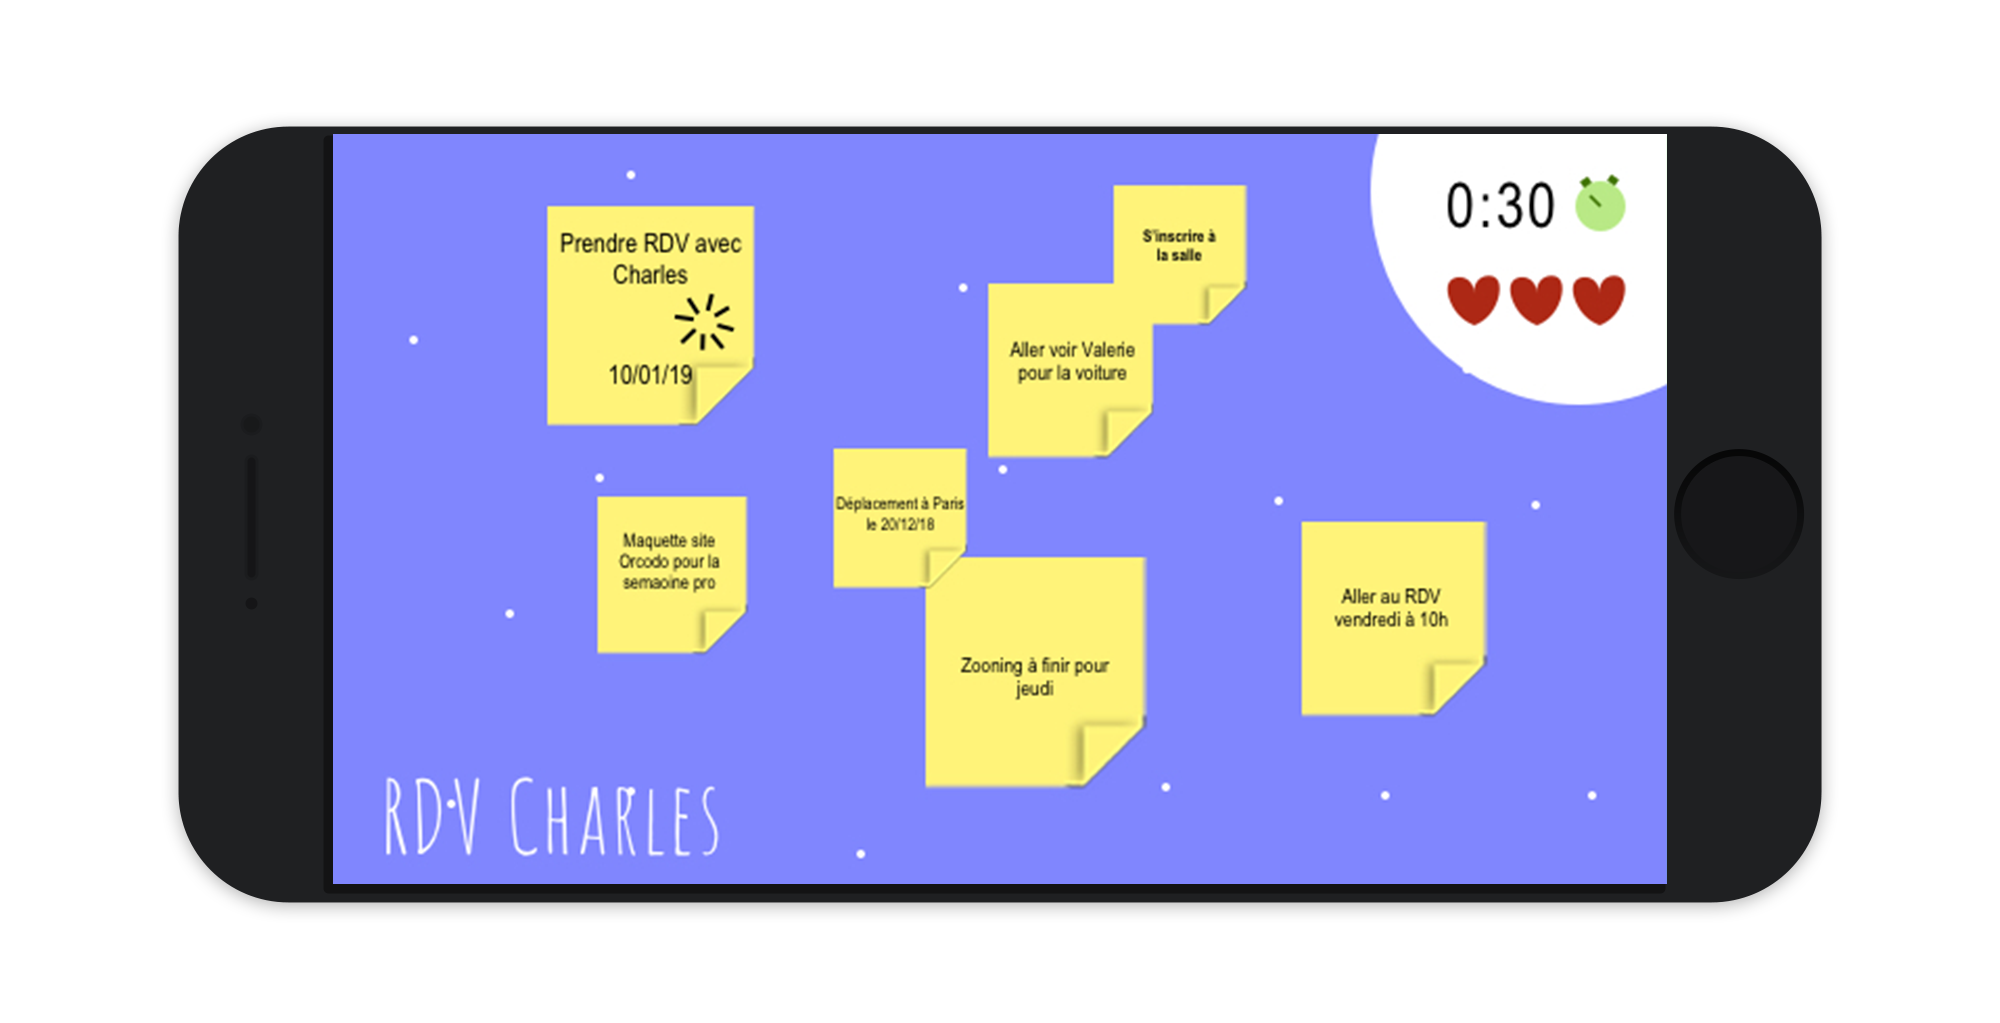 Prendre RDV avec
Charles
10/01/19
S'inscrire à
la salle
0:30
Aller voir Valerie
pour la voiture
Déplacement à Paris
le 20/12/18
Maquette site
Orcodo pour la
semaoine pro
Zooning à finir pour
jeudi
Aller au RDV
vendredi à 10h
RDV CHARLES